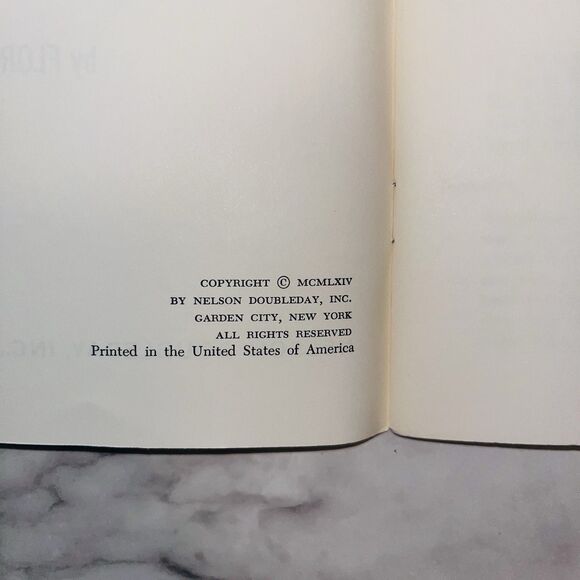 COPYRIGHT © MCMLXIV
BY NELSON DOUBLEDAY, INC.
GARDEN CITY, NEW YORK
ALL RIGHTS RESERVED
Printed in the United States of America